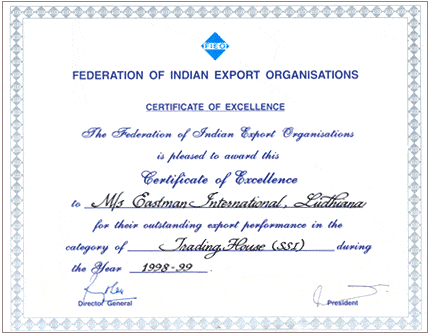 FIEO
FEDERATION OF INDIAN EXPORT ORGANISATIONS
CERTIFICATE OF EXCELLENCE
The Federation of Indian Export Organisations
is pleased to award this
Certificate of Excellence
to M/s Eastman International, Ludhiana
for their outstanding export performance in the
category of Trading House (SSI) during
the Year 1998-99.
Director General President